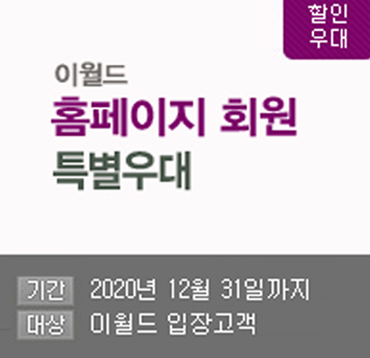 할인
우대
이월드
홈페이지 회원
특별우대
기간 2020년 12월 31일까지
대상 이월드 입장고객